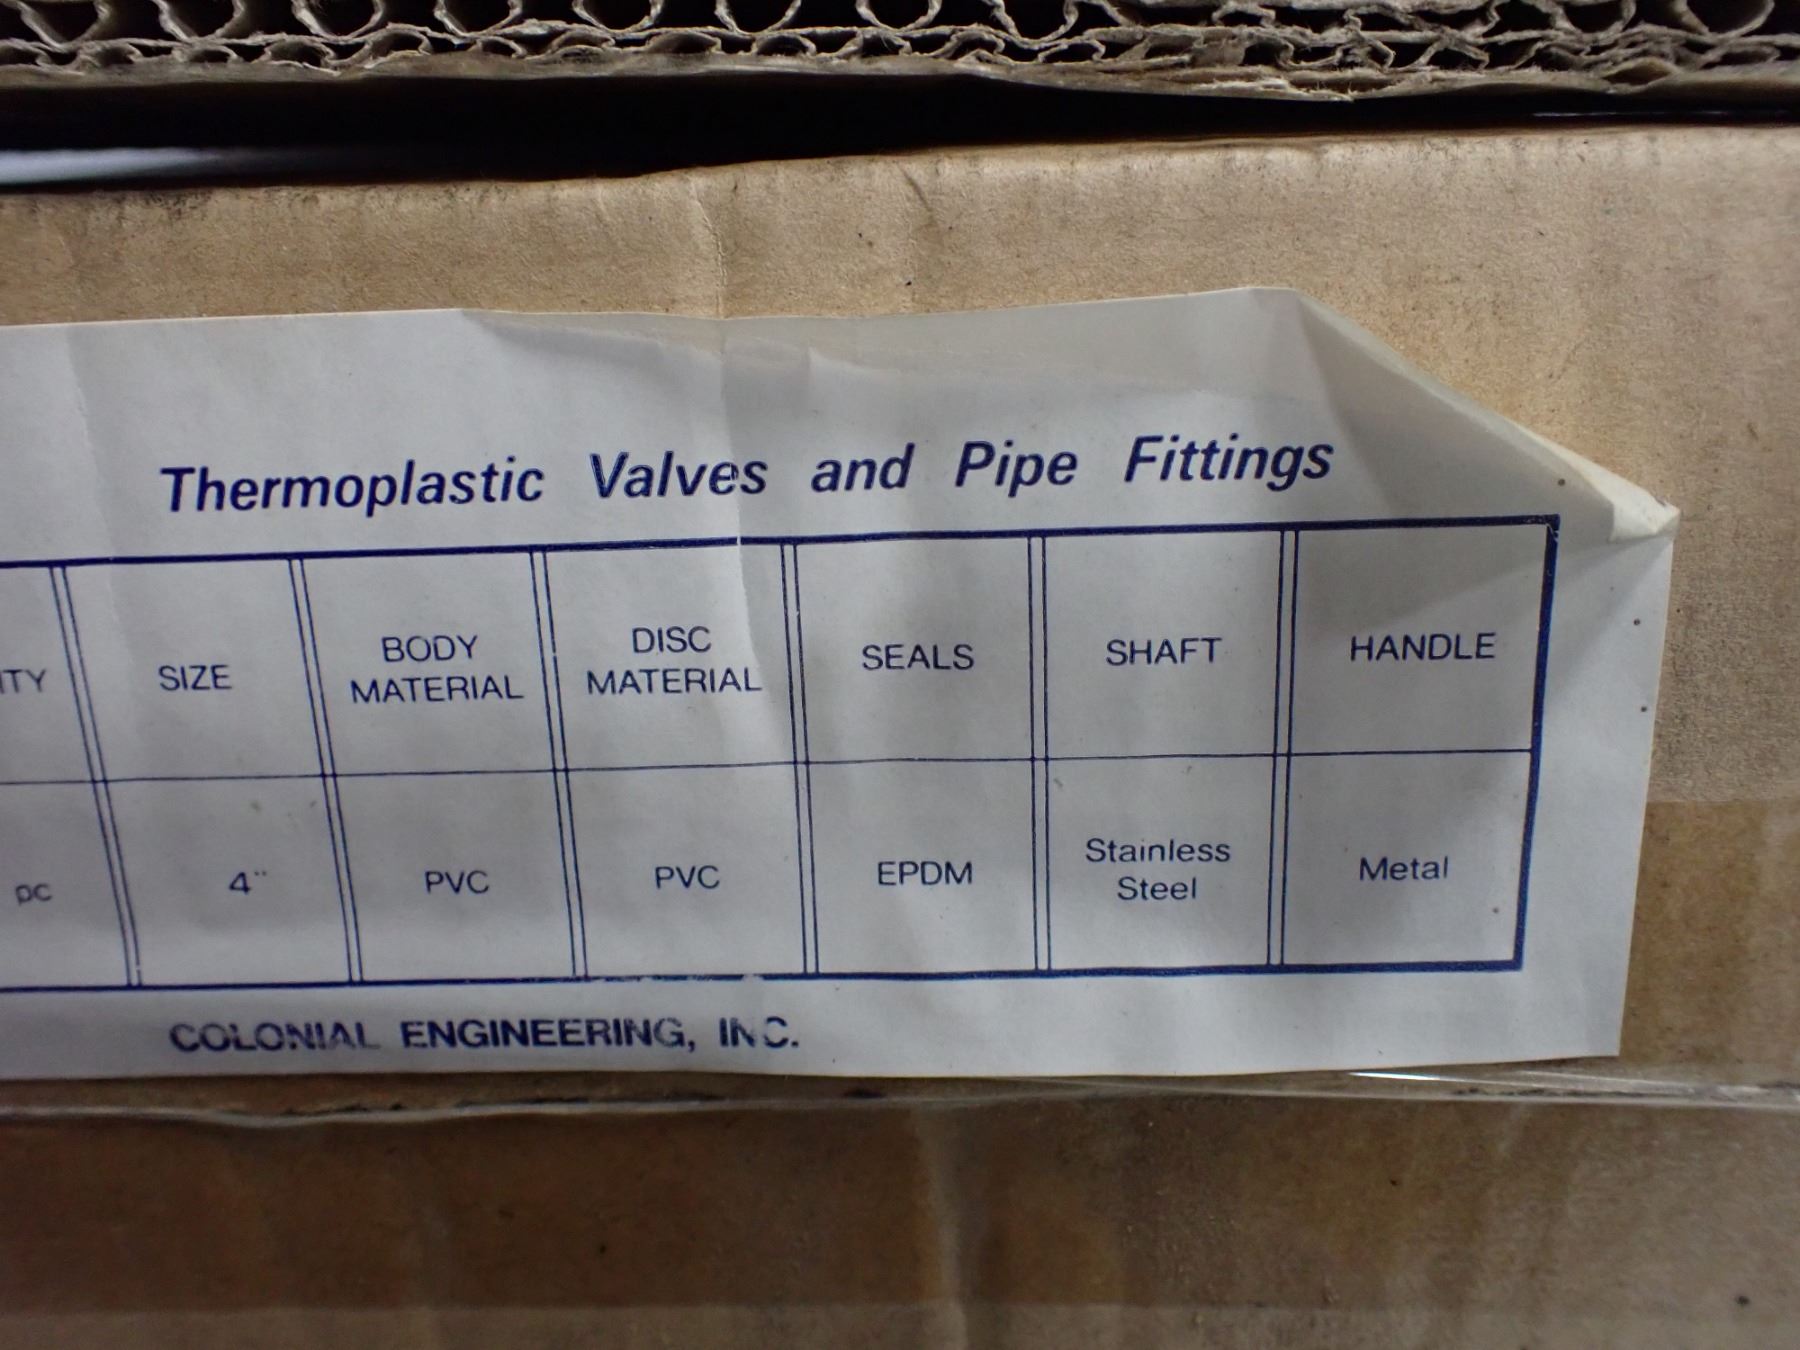 Thermoplastic Valves and Pipe Fittings
ITY SIZE BODY MATERIAL DISC MATERIAL SEALS SHAFT HANDLE
pc 4" PVC PVC EPDM Stainless Steel Metal
COLONIAL ENGINEERING, INC.